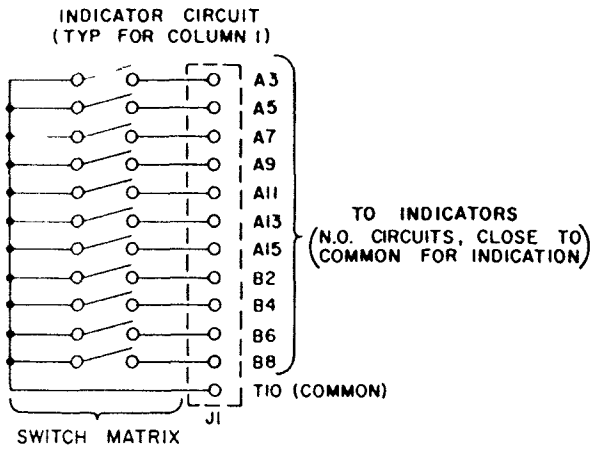 INDICATOR CIRCUIT
(TYP FOR COLUMN 1)
A3
A5
A7
A9
A11
A13
A15
B2
B4
B6
B8
T10 (COMMON)
TO INDICATORS
(N.O. CIRCUITS, CLOSE TO
COMMON FOR INDICATION)
J1
SWITCH MATRIX